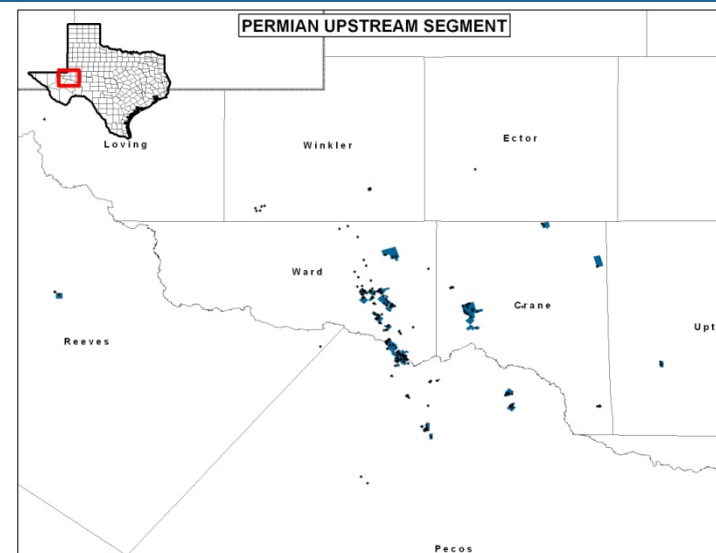 PERMIAN UPSTREAM SEGMENT
Loving
Winkler
Ector
Ward
Crane
Reeves
Upt
Pecos